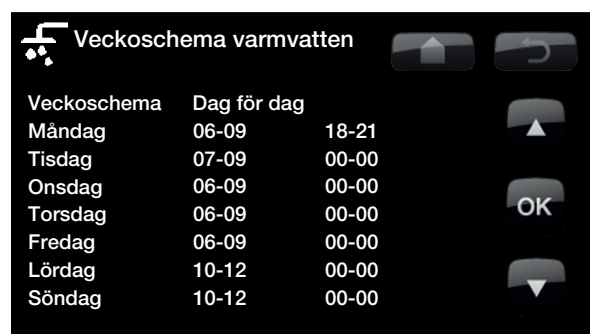 Veckoschema varmvatten
Veckoschema Dag för dag
Måndag 06-09 18-21
Tisdag 07-09 00-00
Onsdag 06-09 00-00
Torsdag 06-09 00-00
OK
Fredag 06-09 00-00
Lördag 10-12 00-00
Söndag 10-12 00-00